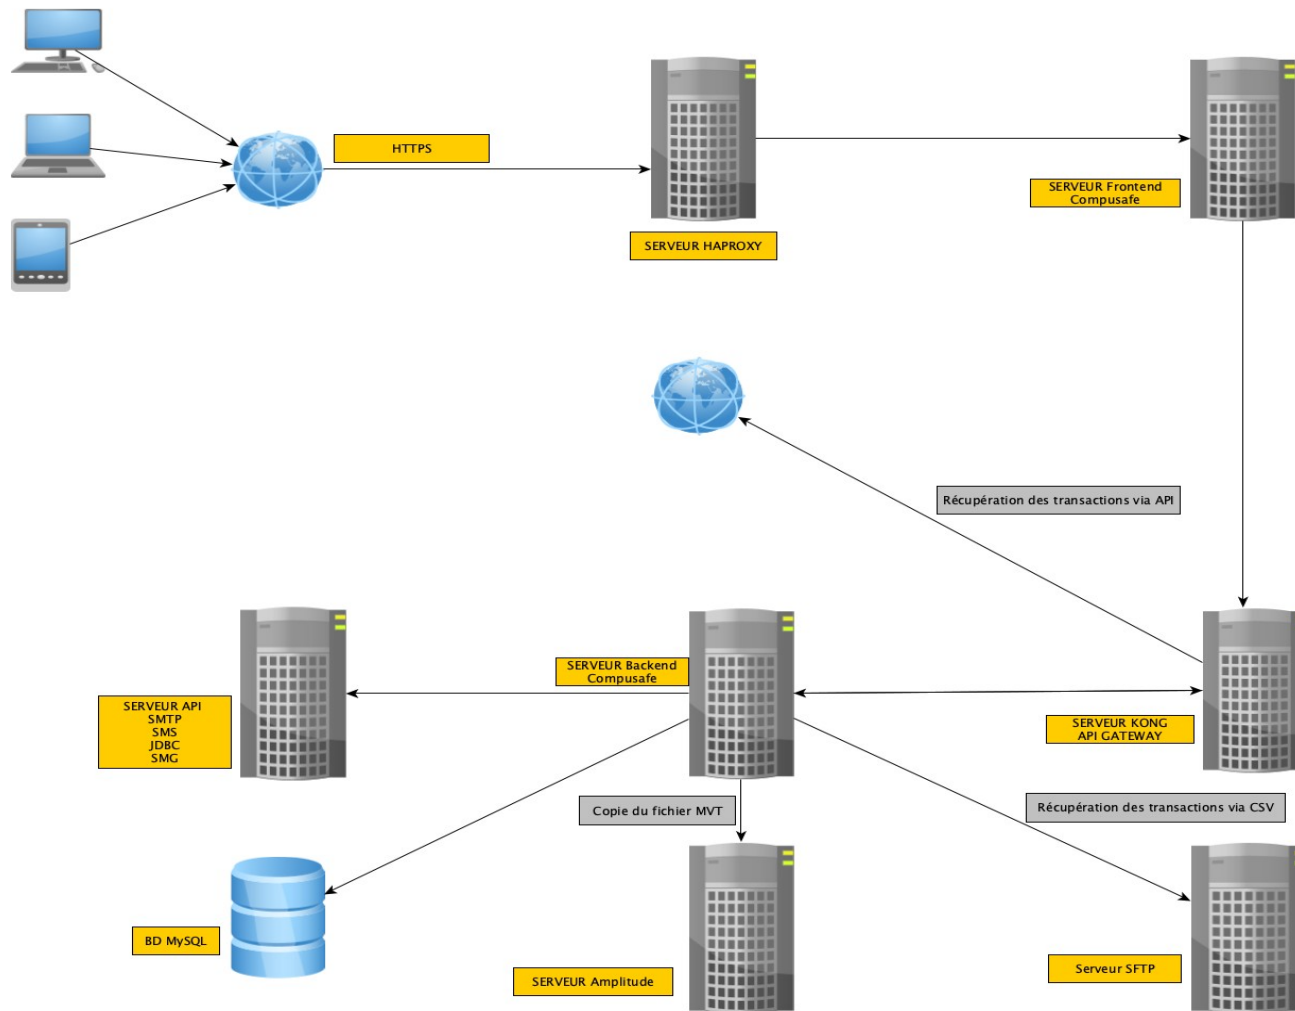 HTTPS
SERVEUR Frontend
Compusafe
SERVEUR HAPROXY
Récupération des transactions via API
SERVEUR Backend
Compusafe
SERVEUR API
SMTP
SMS
JDBC
SMG
SERVEUR KONG
API GATEWAY
Copie du fichier MVT
Récupération des transactions via CSV
BD MySQL
SERVEUR Amplitude
Serveur SFTP